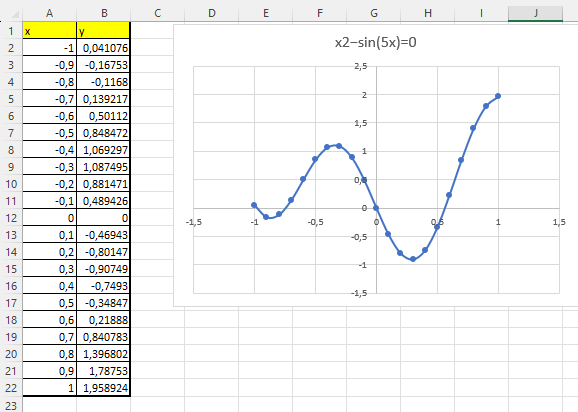 A B C D E F G H I J
1 x y
2 -1 0,041076
3 -0,9 -0,16753
4 -0,8 -0,1168
5 -0,7 0,139217
6 -0,6 0,50112
7 -0,5 0,848472
8 -0,4 1,069297
9 -0,3 1,087495
10 -0,2 0,881471
11 -0,1 0,489426
12 0 0
13 0,1 -0,46943
14 0,2 -0,80147
15 0,3 -0,90749
16 0,4 -0,7493
17 0,5 -0,34847
18 0,6 0,21888
19 0,7 0,840783
20 0,8 1,396802
21 0,9 1,78753
22 1 1,958924
23
x2−sin(5x)=0
2,5
2
1,5
1
0,5
0
-0,5
-1
-1,5
-1,5 -1 -0,5 0 0,5 1 1,5